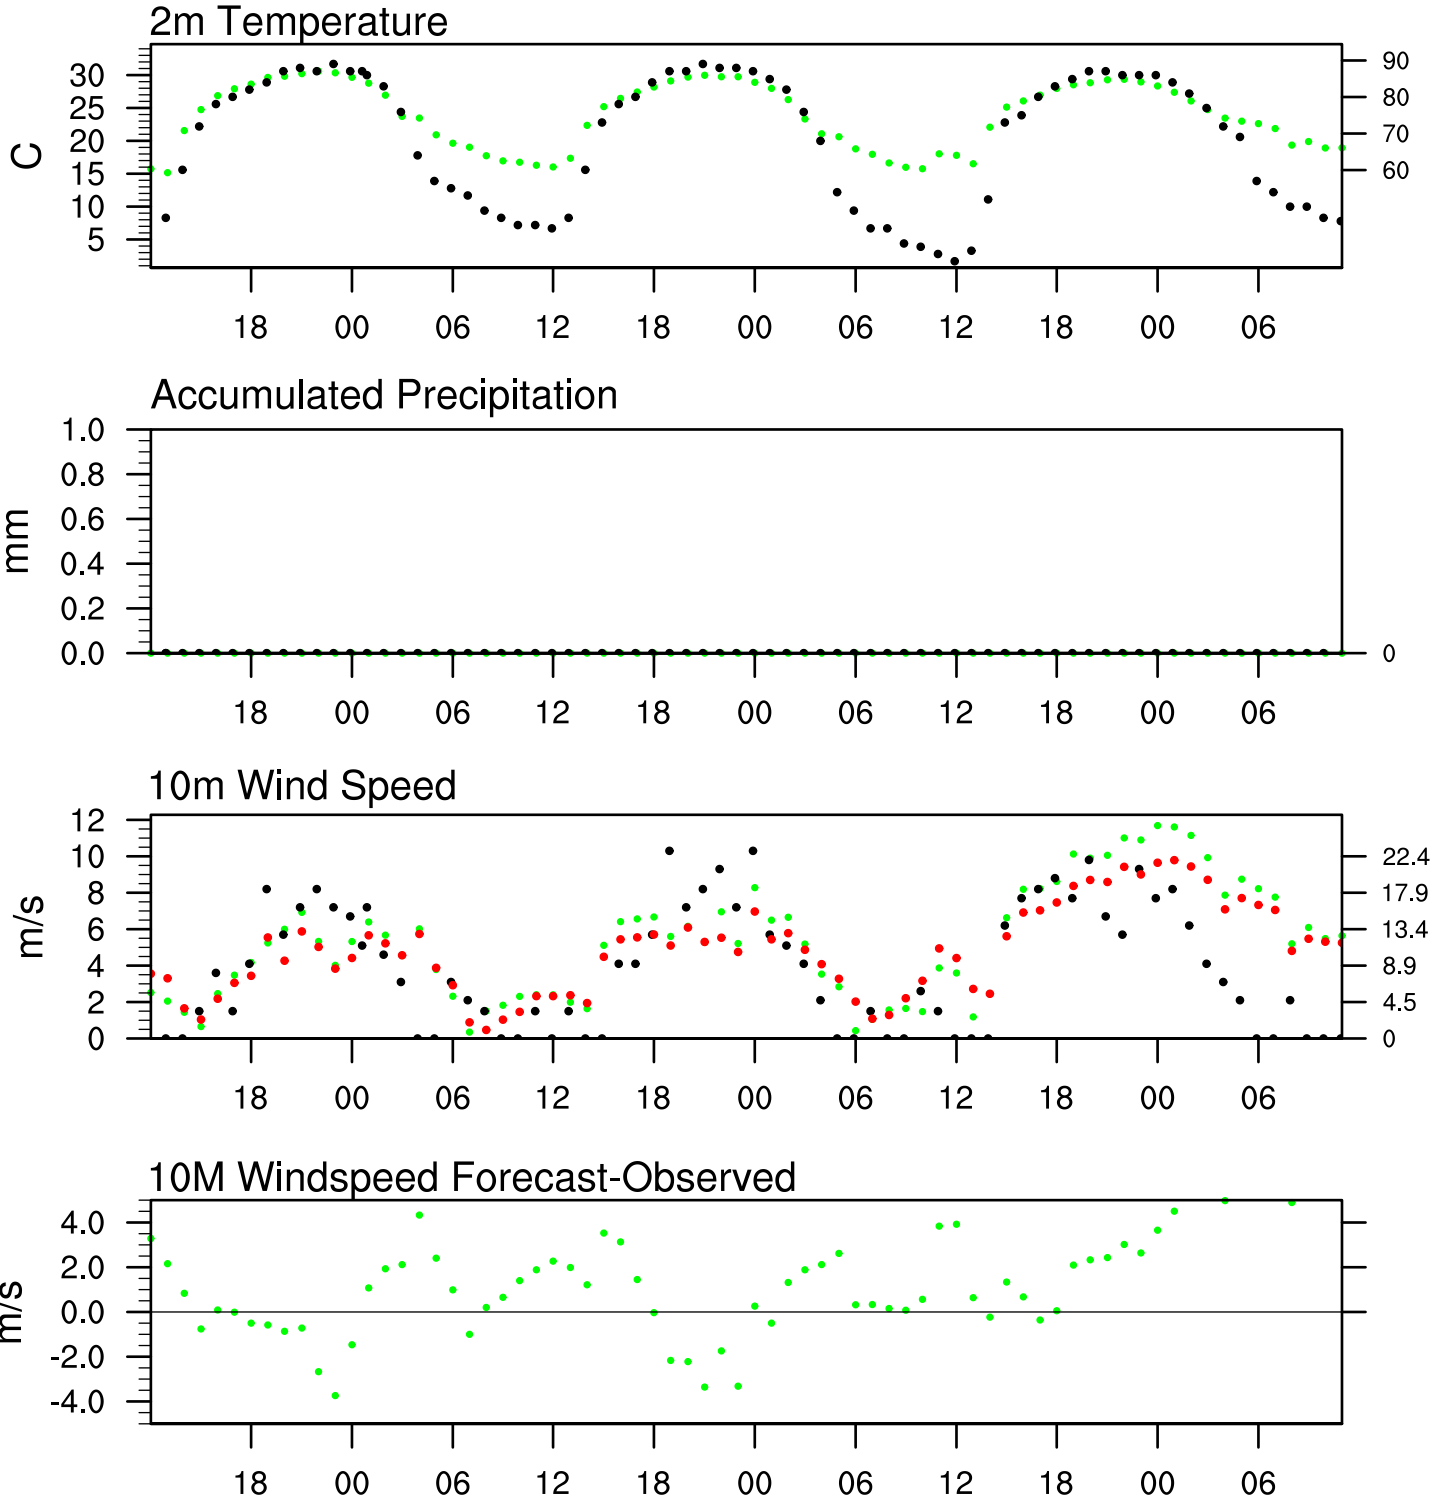 2m Temperature
30
25
20
15
10
5
C
90
80
70
60
18 00 06 12 18 00 06 12 18 00 06
Accumulated Precipitation
1.0
0.8
0.6
0.4
0.2
0.0
mm
0
18 00 06 12 18 00 06 12 18 00 06
10m Wind Speed
12
10
8
6
4
2
0
m/s
22.4
17.9
13.4
8.9
4.5
0
18 00 06 12 18 00 06 12 18 00 06
10M Windspeed Forecast-Observed
4.0
2.0
0.0
-2.0
-4.0
m/s
18 00 06 12 18 00 06 12 18 00 06